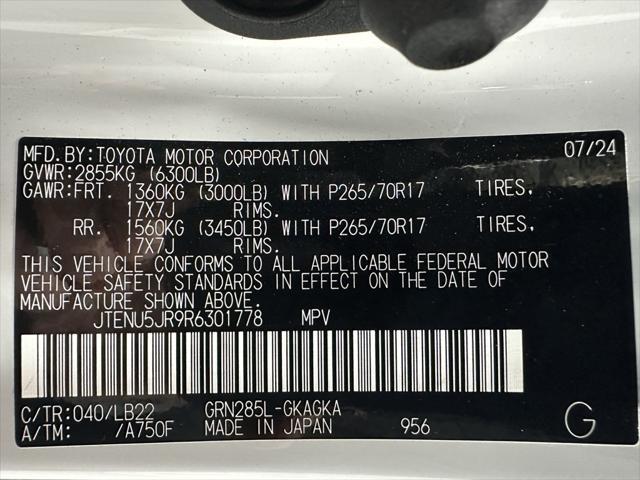 MFD.BY:TOYOTA MOTOR CORPORATION 07/24
GVWR:2855KG (6300LB)
GAWR:FRT. 1360KG (3000LB) WITH P265/70R17 TIRES,
17X7J RIMS.
RR. 1560KG (3450LB) WITH P265/70R17 TIRES,
17X7J RIMS.
THIS VEHICLE CONFORMS TO ALL APPLICABLE FEDERAL MOTOR
VEHICLE SAFETY STANDARDS IN EFFECT ON THE DATE OF
MANUFACTURE SHOWN ABOVE.
JTENU5JR9R6301778 MPV
C/TR:040/LB22 GRN285L-GKAGKA
A/TM: /A750F MADE IN JAPAN 956 G